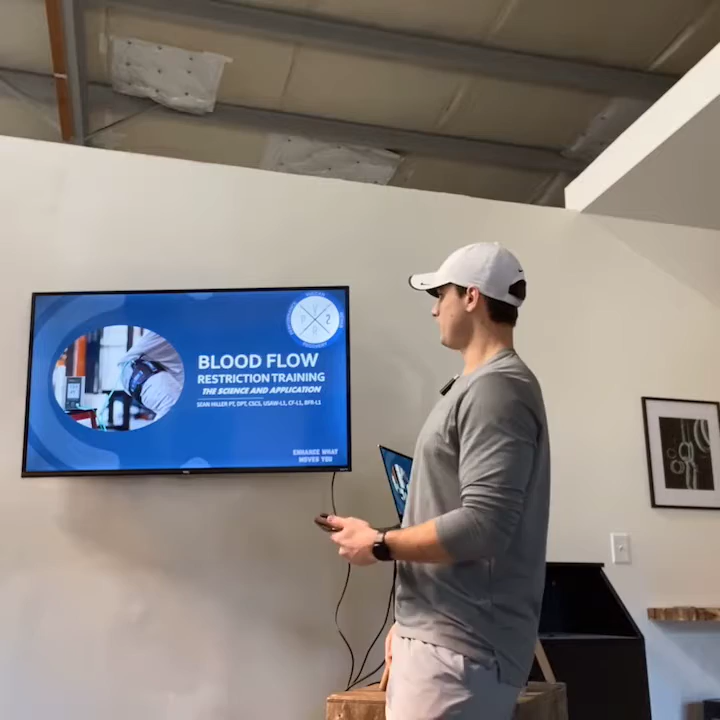 BLOOD FLOW
RESTRICTION TRAINING
THE SCIENCE AND APPLICATION
SEAN HILLER PT, DPT, CSCS, USAW-L1, CF-L1, BFR-L1
ENHANCE WHAT
MOVES YOU